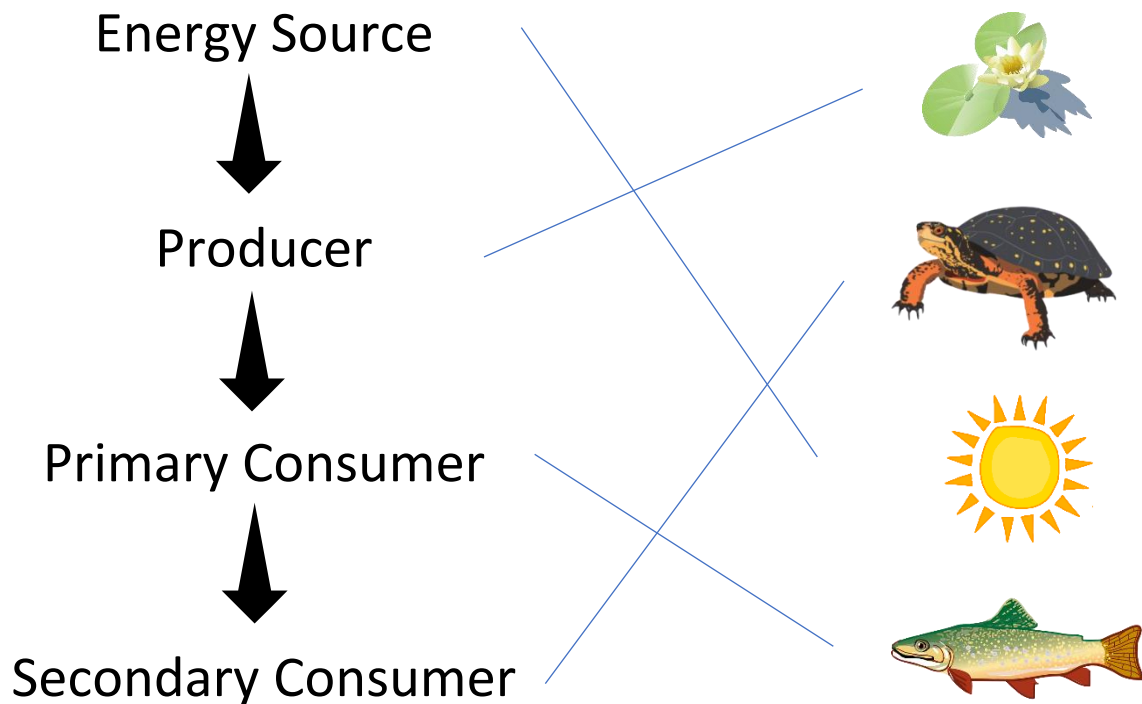 Energy Source
Producer
Primary Consumer
Secondary Consumer